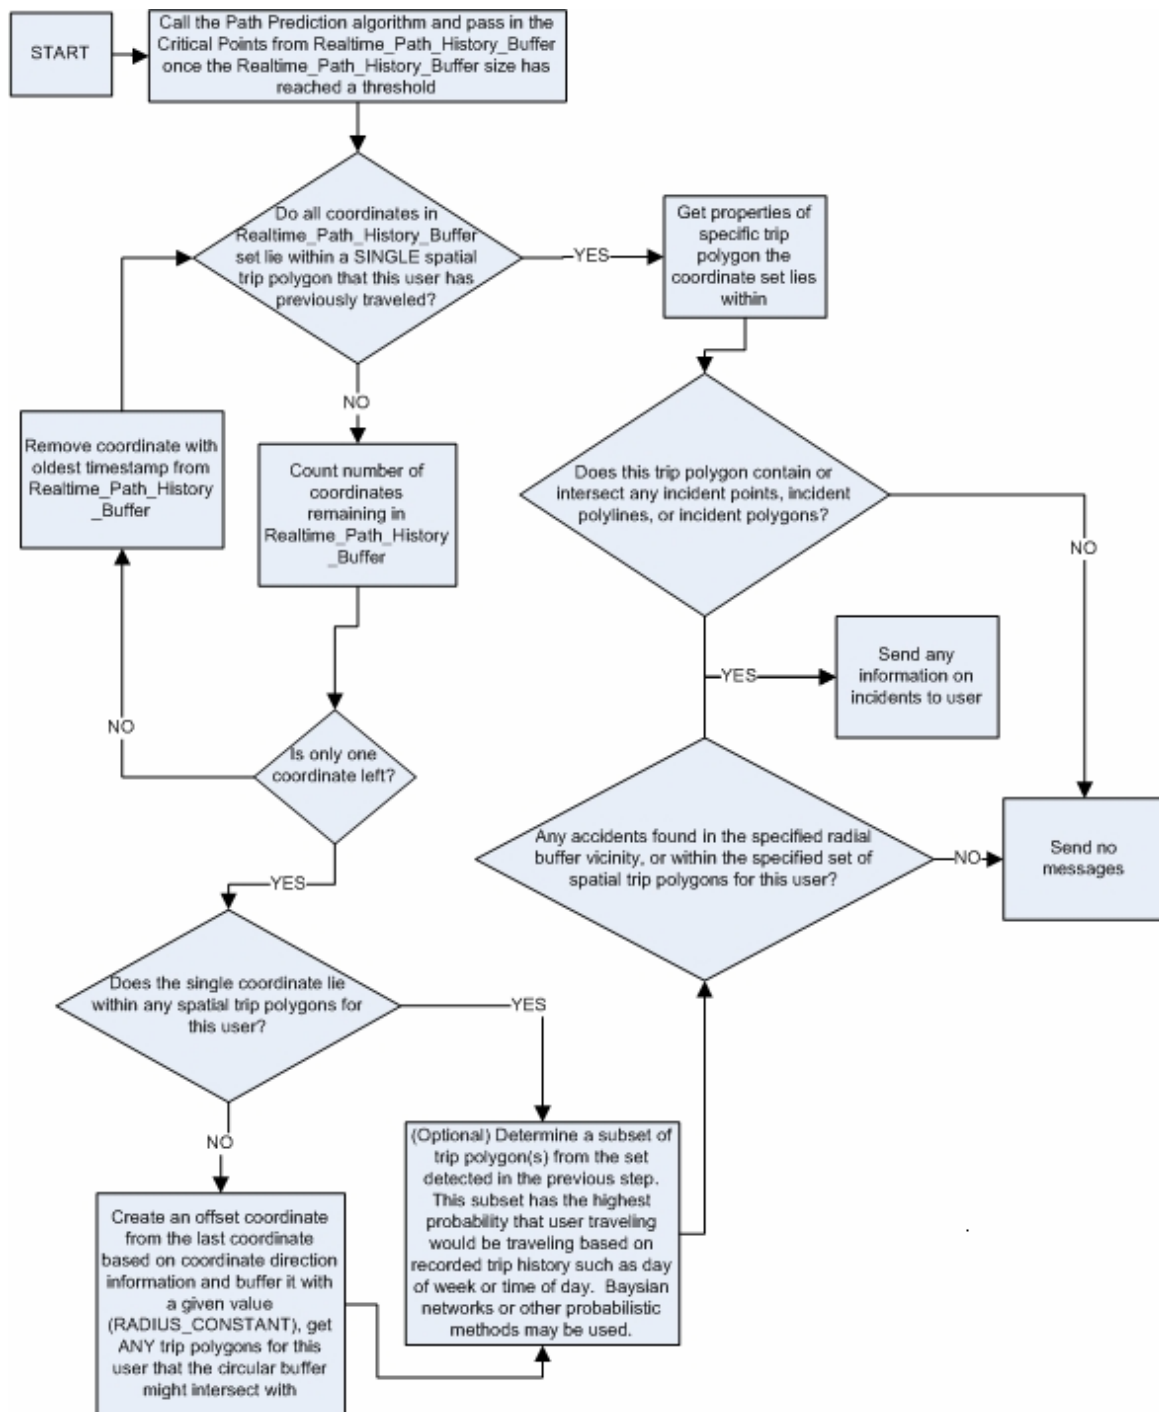 START
Call the Path Prediction algorithm and pass in the
Critical Points from Realtime_Path_History_Buffer
once the Realtime_Path_History_Buffer size has
reached a threshold
Do all coordinates in
Realtime_Path_History_Buffer
set lie within a SINGLE spatial
trip polygon that this user has
previously traveled?
YES
Get properties of
specific trip
polygon the
coordinate set lies
within
NO
Remove coordinate with
oldest timestamp from
Realtime_Path_History
_Buffer
Count number of
coordinates
remaining in
Realtime_Path_History
_Buffer
Does this trip polygon contain or
intersect any incident points, incident
polylines, or incident polygons?
NO
YES
Send any
information on
incidents to user
NO
Is only one
coordinate left?
Any accidents found in the specified radial
buffer vicinity, or within the specified set of
spatial trip polygons for this user?
NO
Send no
messages
YES
Does the single coordinate lie
within any spatial trip polygons for
this user?
YES
NO
(Optional) Determine a subset of
trip polygon(s) from the set
detected in the previous step.
This subset has the highest
probability that user traveling
would be traveling based on
recorded trip history such as day
of week or time of day.  Baysian
networks or other probabilistic
methods may be used.
Create an offset coordinate
from the last coordinate
based on coordinate direction
information and buffer it with
a given value
(RADIUS_CONSTANT), get
ANY trip polygons for this
user that the circular buffer
might intersect with